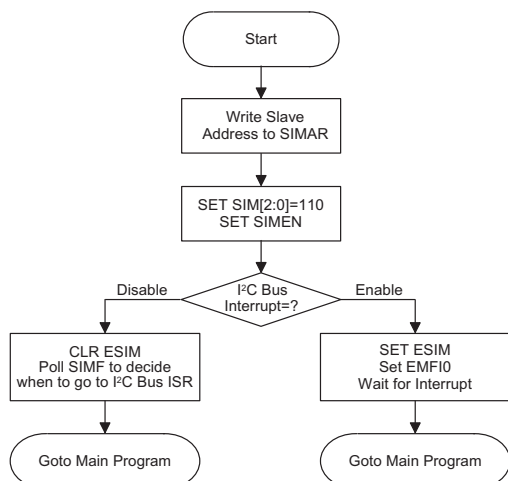 Start
Write Slave
Address to SIMAR
SET SIM[2:0]=110
SET SIMEN
I²C Bus
Interrupt=?
Disable
Enable
CLR ESIM
Poll SIMF to decide
when to go to I²C Bus ISR
SET ESIM
Set EMFI0
Wait for Interrupt
Goto Main Program
Goto Main Program